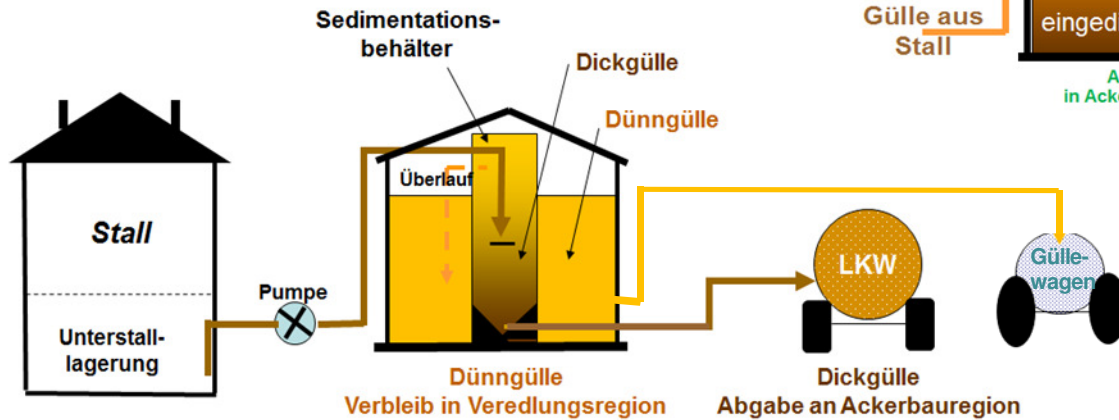 Sedimentations-
behälter
Dickgülle
Dünngülle
Gülle aus
Stall
Überlauf
Stall
Pumpe
Unterstall-
lagerung
LKW
Gülle-
wagen
Dünngülle
Verbleib in Veredlungsregion
Dickgülle
Abgabe an Ackerbauregion